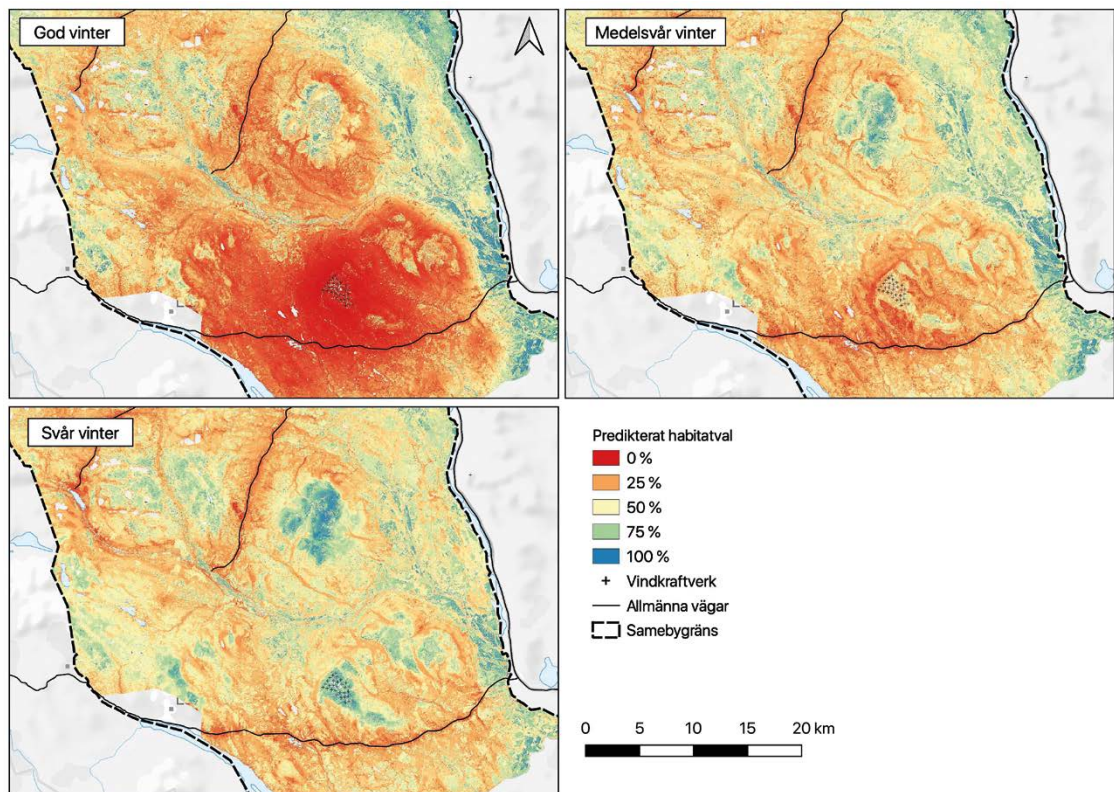 God vinter
Medelsvår vinter
Svår vinter
Predikterat habitatval
0 %
25 %
50 %
75 %
100 %
Vindkraftverk
Allmänna vägar
Samebygräns
0 5 10 15 20 km